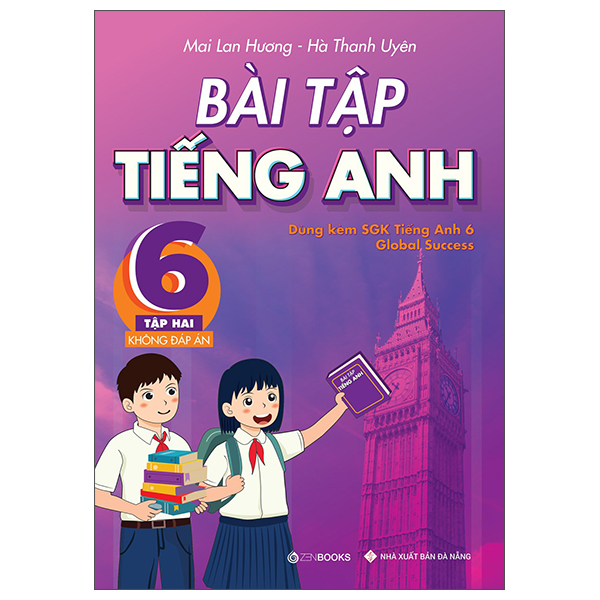 Mai Lan Hương - Hà Thanh Uyên
BÀI TẬP
TIẾNG ANH
Dùng kèm SGK Tiếng Anh 6
Global Success
6
TẬP HAI
KHÔNG ĐÁP ÁN
BÀI TẬP
TIẾNG ANH
ZENBOOKS
NHÀ XUẤT BẢN ĐÀ NẴNG